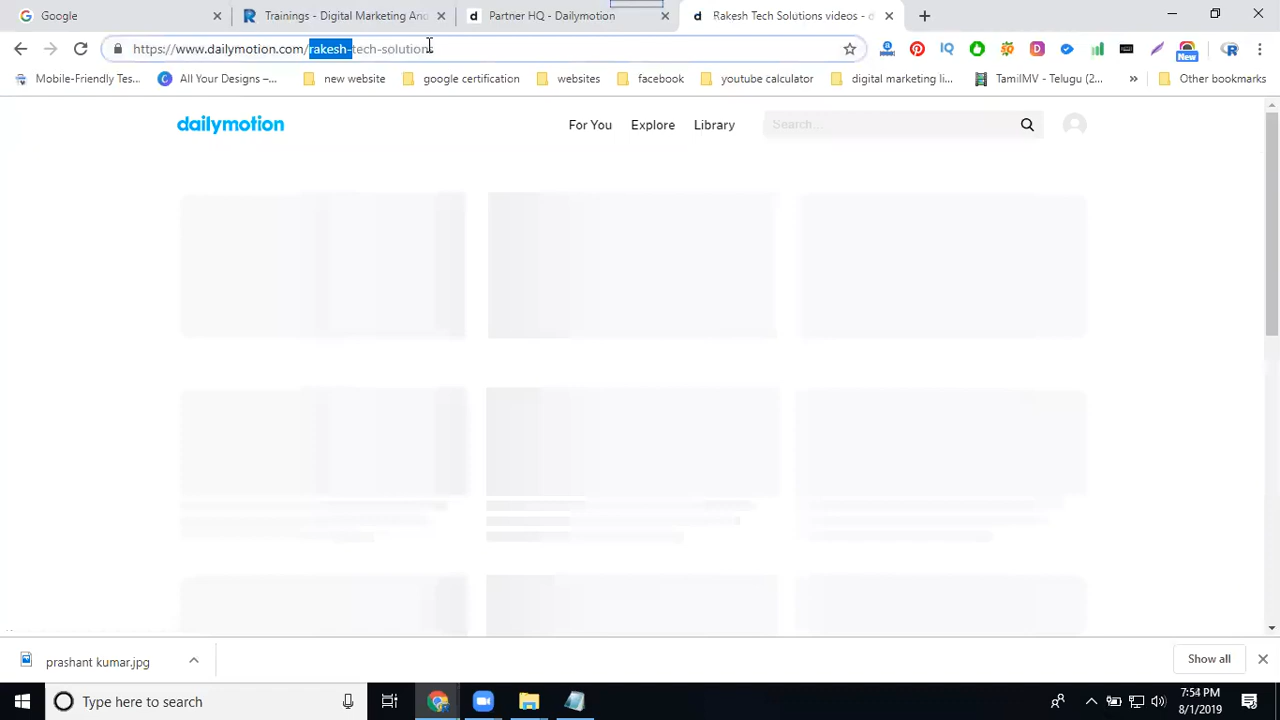 Google
Trainings - Digital Marketing And
Partner HQ - Dailymotion
Rakesh Tech Solutions videos - d
https://www.dailymotion.com/rakesh-tech-solutions
Mobile-Friendly Tes...
All Your Designs –...
new website
google certification
websites
facebook
youtube calculator
digital marketing li...
TamilMV - Telugu (2...
»
Other bookmarks
New
dailymotion
For You
Explore
Library
Search...
prashant kumar.jpg
Show all
Type here to search
7:54 PM
8/1/2019